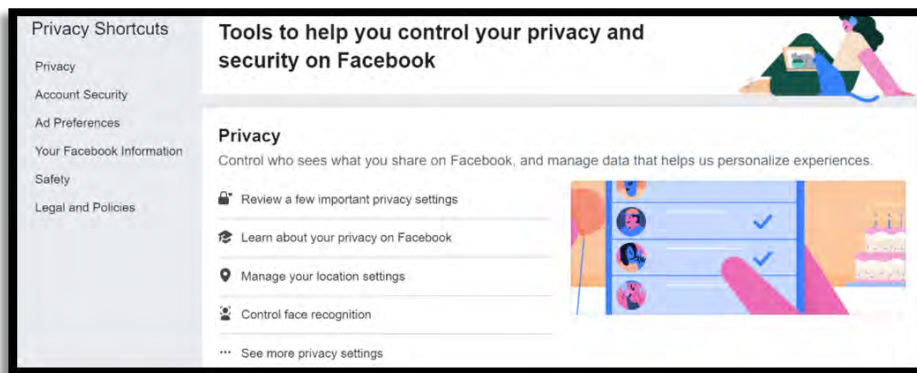 Privacy Shortcuts
Privacy
Account Security
Ad Preferences
Your Facebook Information
Safety
Legal and Policies
Tools to help you control your privacy and
security on Facebook
Privacy
Control who sees what you share on Facebook, and manage data that helps us personalize experiences.
Review a few important privacy settings
Learn about your privacy on Facebook
Manage your location settings
Control face recognition
See more privacy settings